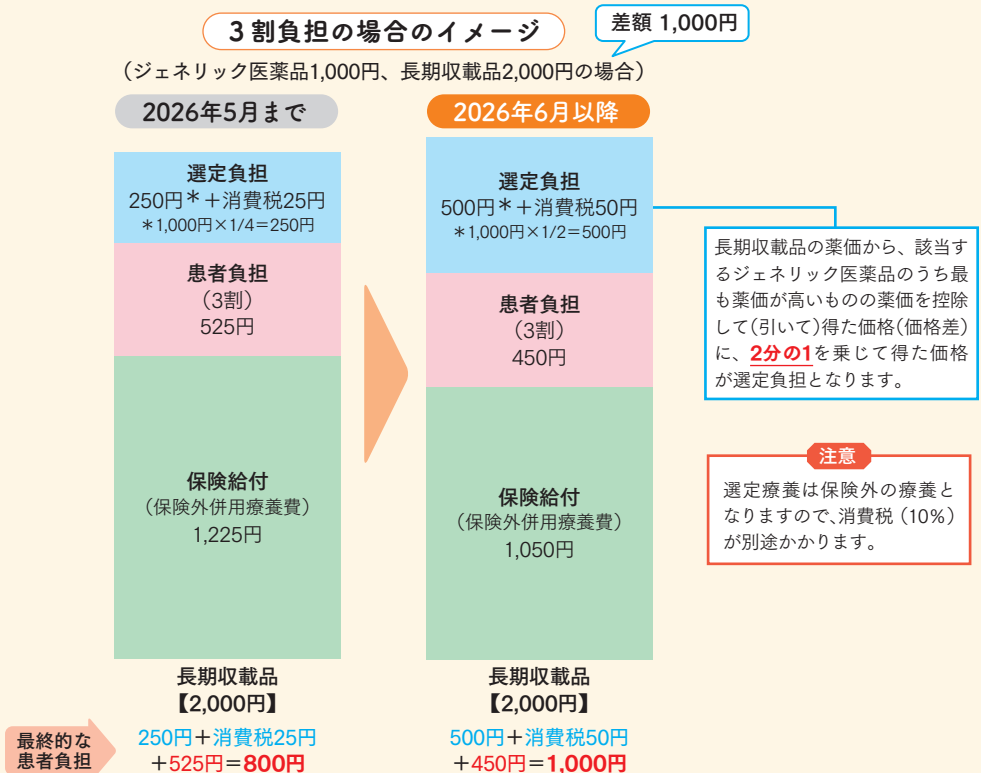 3割負担の場合のイメージ
差額 1,000円
（ジェネリック医薬品1,000円、長期収載品2,000円の場合）
2026年5月まで
選定負担
250円＊＋消費税25円
＊1,000円×1/4＝250円
患者負担
（3割）
525円
保険給付
（保険外併用療養費）
1,225円
長期収載品
【2,000円】
2026年6月以降
選定負担
500円＊＋消費税50円
＊1,000円×1/2＝500円
患者負担
（3割）
450円
保険給付
（保険外併用療養費）
1,050円
長期収載品
【2,000円】
長期収載品の薬価から、該当す
るジェネリック医薬品のうち最
も薬価が高いものの薬価を控除
して（引いて）得た価格（価格差）
に、2分の1を乗じて得た価格
が選定負担となります。
注意
選定療養は保険外の療養と
なりますので、消費税（10％）
が別途かかります。
最終的な
患者負担
250円＋消費税25円
＋525円＝800円
500円＋消費税50円
＋450円＝1,000円